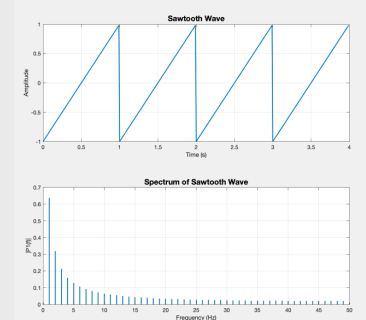 Sawtooth Wave
1
0.5
0
-0.5
-1
Amplitude
0 0.5 1 1.5 2 2.5 3 3.5 4
Time (s)
Spectrum of Sawtooth Wave
0.7
0.6
0.5
0.4
0.3
0.2
0.1
0
|P1(f)|
0 5 10 15 20 25 30 35 40 45 50
Frequency (Hz)